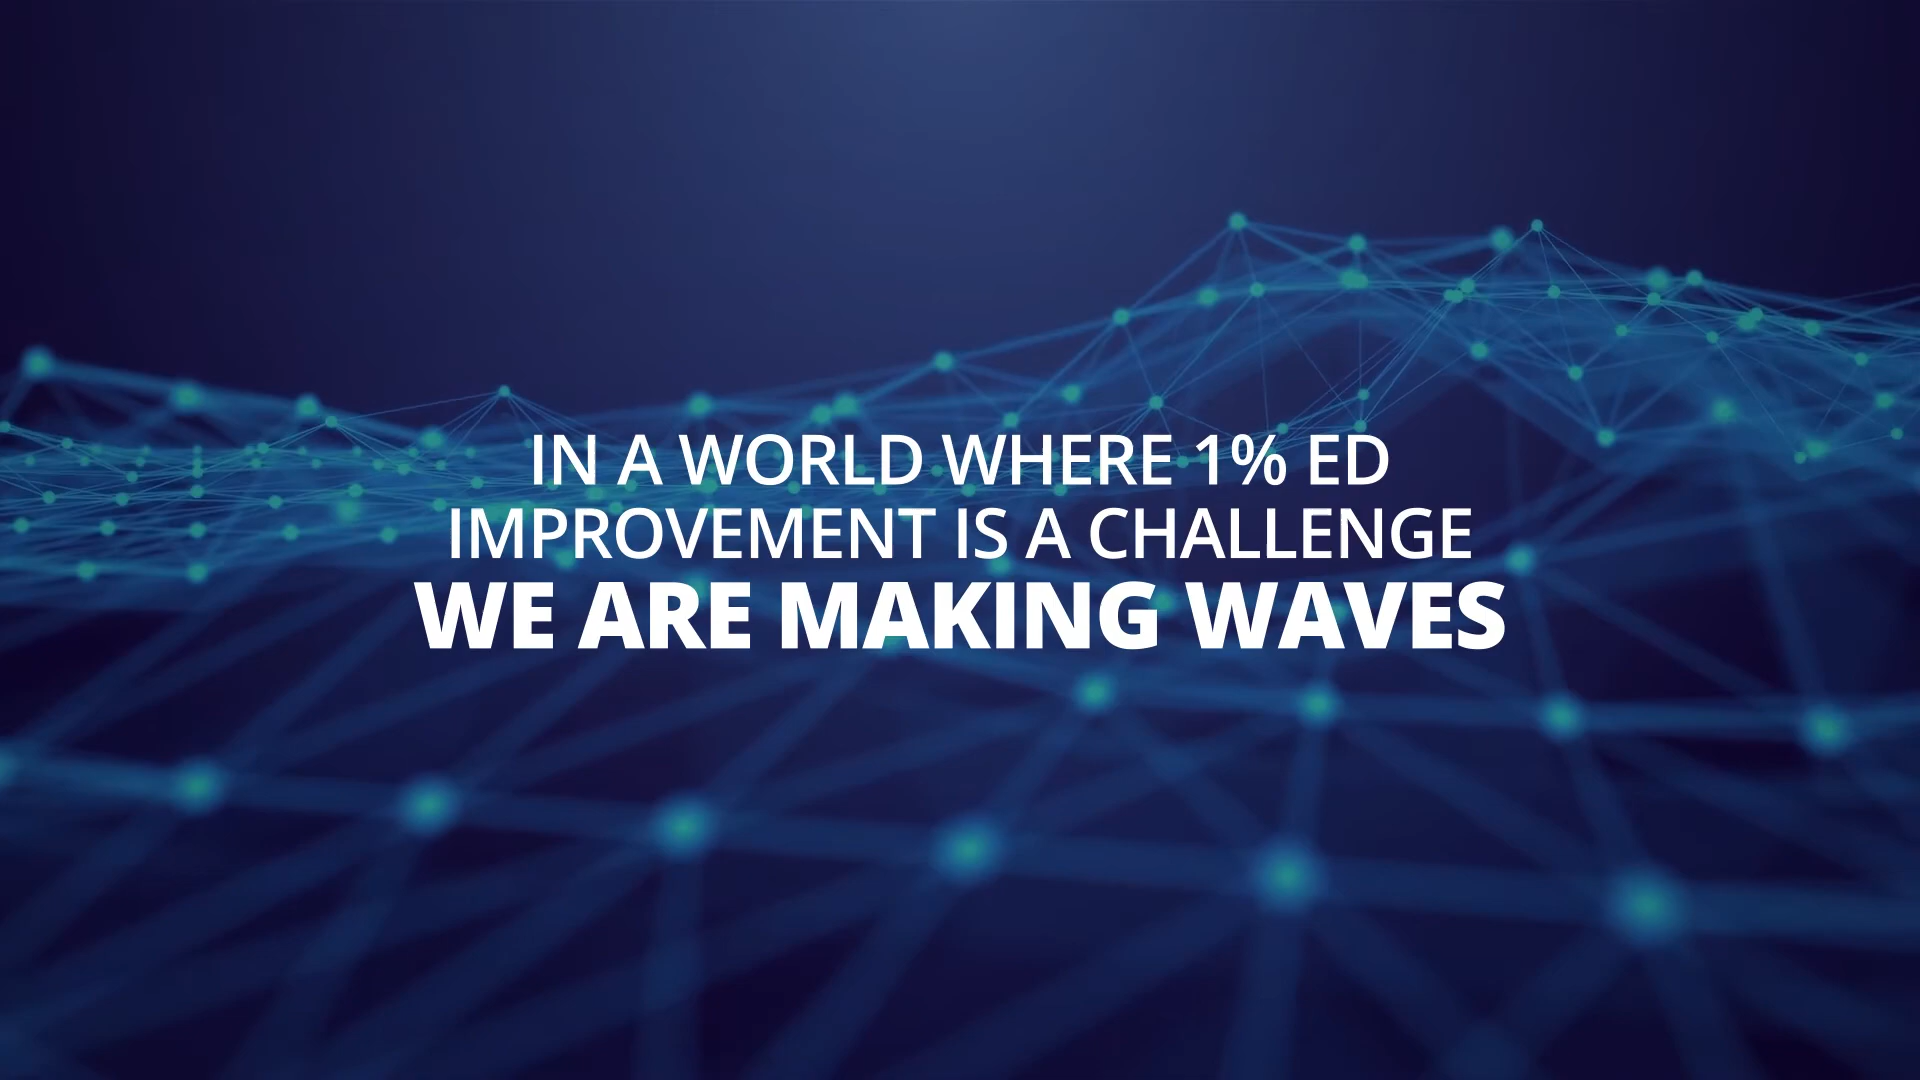 IN A WORLD WHERE 1% ED
IMPROVEMENT IS A CHALLENGE
WE ARE MAKING WAVES